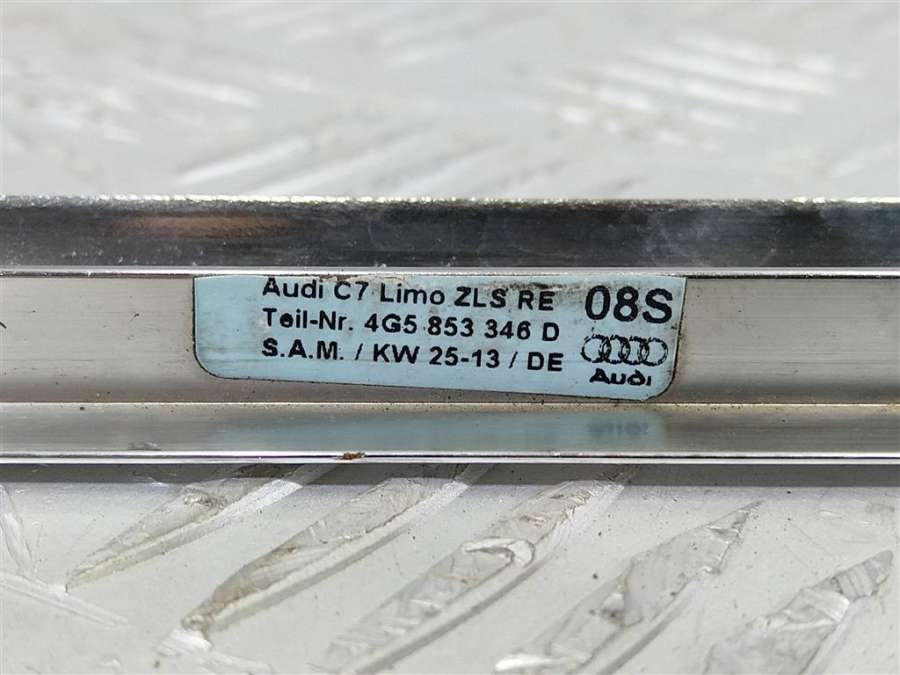 Audi C7 Limo ZLS RE 08S
Teil-Nr. 4G5 853 346 D
S.A.M. / KW 25-13 / DE
Audi